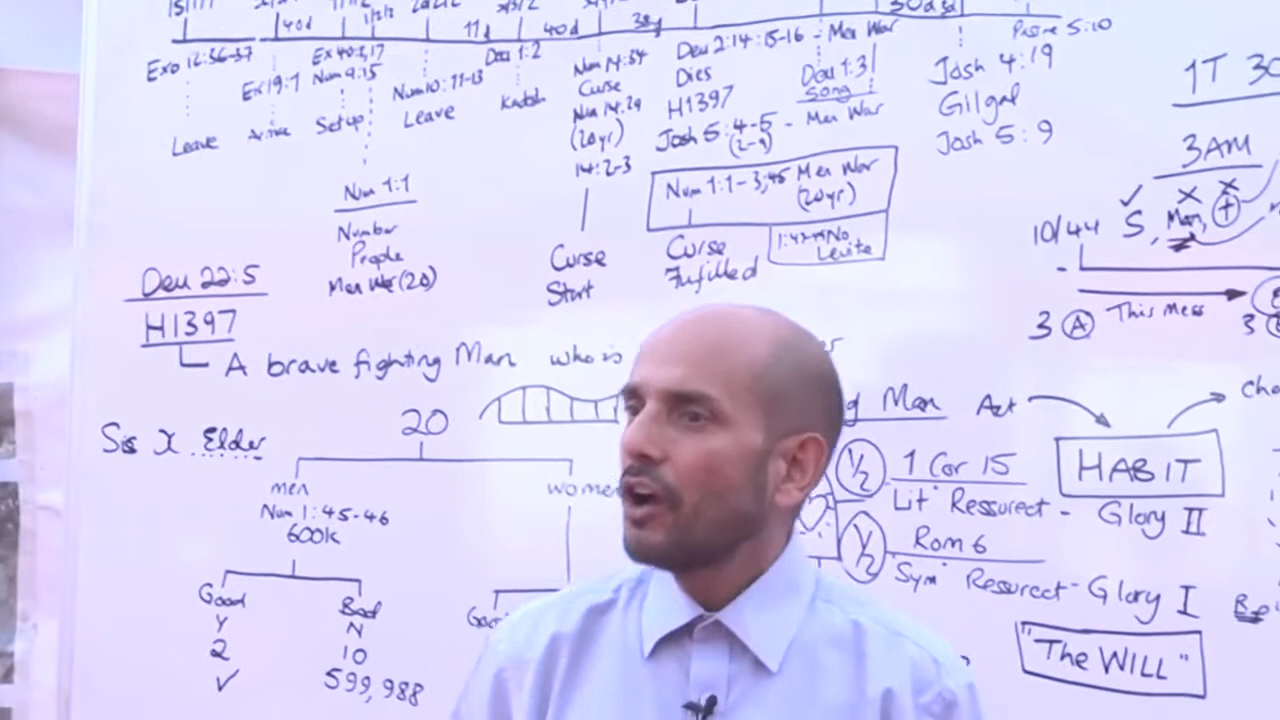 40d
11d
40d
38y
Exo 12:36-37
Leave
Ex 19:1
Arrive
Ex 40:2,17
Num 9:15
Setup
Num 1:1
Number
People
Men War (20)
Num 10:11-13
Leave
Deu 1:2
Kadesh
Num 14:34
Curse
Num 14:29
(20yr)
14:2-3
Curse
Start
Deu 2:14:15-16 - Men War
Dies
H1397
Josh 5:4-5 - Men War
(2-9)
Deu 1:3
Song
Num 1:1-3,45 Men War
(20yr)
Curse
Fulfilled
No
Levite
Josh 4:19
Gilgal
Josh 5:9
5:10
1T 30
3AM
10/44 S, Man, +
This Mess
3 A
3
Deu 22:5
H1397
A brave fighting Man who is
Sis X Elder
20
men
Num 1:45-46
600k
Good
Y
2
Bad
N
10
599,988
women
g Man Act
HABIT
1/2 1 Cor 15
Lit Ressurect - Glory II
1/2 Rom 6
Sym Resurect - Glory I
"The WILL"